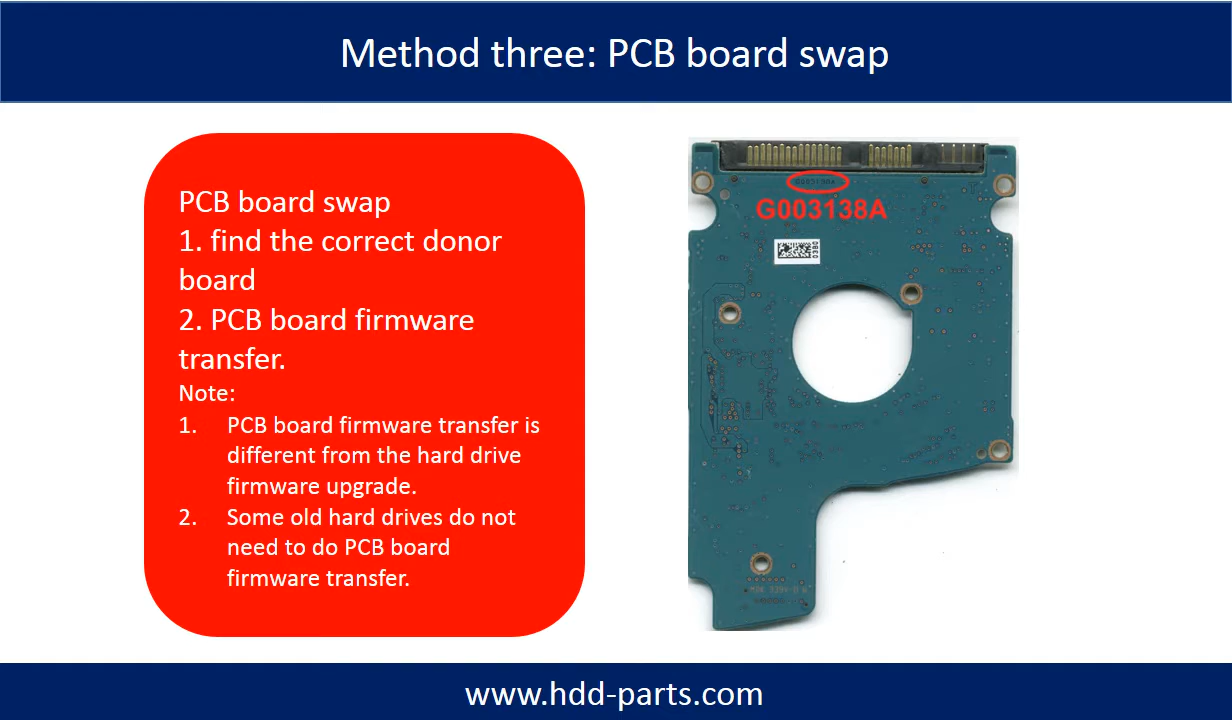 Method three: PCB board swap
PCB board swap
1. find the correct donor
board
2. PCB board firmware
transfer.
Note:
1. PCB board firmware transfer is
different from the hard drive
firmware upgrade.
2. Some old hard drives do not
need to do PCB board
firmware transfer.
G003138A
0380
www.hdd-parts.com